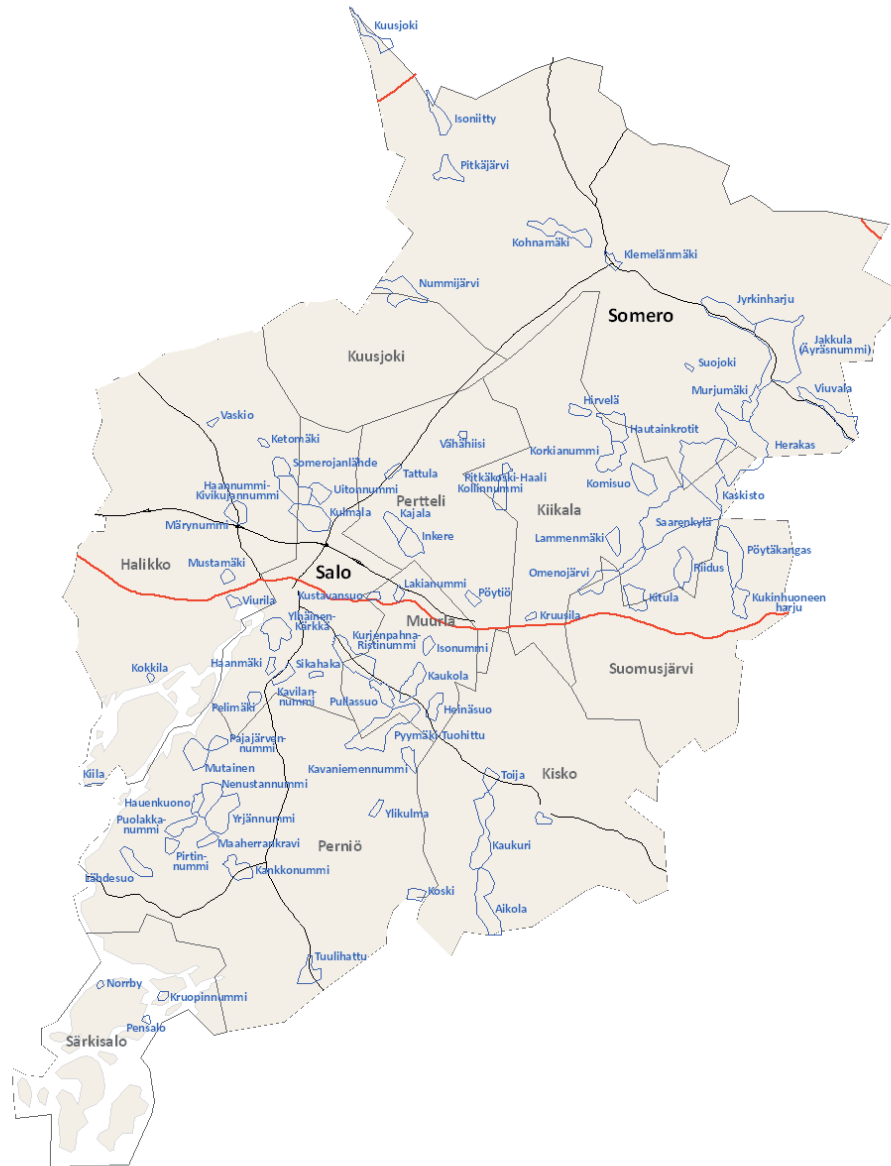 Kuusjoki
Isoniitty
Pitkäjärvi
Kohnamäki
Klemelänmäki
Nummijärvi
Jyrkinharju
Somero
Jakkula
(Äyräsnummi)
Kuusjoki
Suojoki
Murjumäki
Viuvala
Hirvelä
Vaskio
Hautainkrotit
Ketomäki
Vähähiisi
Korkianummi
Herakas
Somerojanlähde
Tattula
Pitkäkoski-Haali
Kollinnummi
Komisuo
Kaskisto
Haannummi-
Kivikujannummi
Uitonnummi
Pertteli
Kiikala
Kulmala
Kajala
Saarenkylä
Märynummi
Inkere
Lammenmäki
Pöytäkangas
Halikko
Mustamäki
Salo
Omenojärvi
Riidus
Lakianummi
Kustavansuo
Pöytiö
Kitula
Kukinhuoneen
harju
Viurila
Kruusila
Ylhäinen-
Kärkkä
Muurla
Kurjenpahna-
Ristinummi
Isonummi
Haanmäki
Sikahaka
Suomusjärvi
Kokkila
Kaukola
Kavilan-
nummi
Pullassuo
Pelimäki
Heinäsuo
Pajajärven-
nummi
Pyymäki-Tuohittu
Mutainen
Kavaniemennummi
Kiila
Toija
Kisko
Nenustannummi
Hauenkuono
Puolakka-
nummi
Yrjännummi
Ylikulma
Maaherrankravi
Perniö
Kaukuri
Pirtin-
nummi
Kankkonummi
Lähdesuo
Koski
Aikola
Tuulihattu
Norrby
Kruopinnummi
Pensalo
Särkisalo